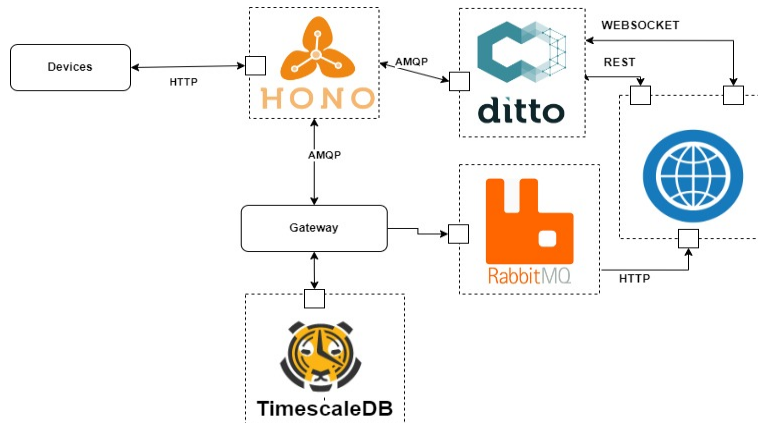 WEBSOCKET
Devices
HTTP
HONO
AMQP
ditto
REST
AMQP
Gateway
RabbitMQ
HTTP
TimescaleDB